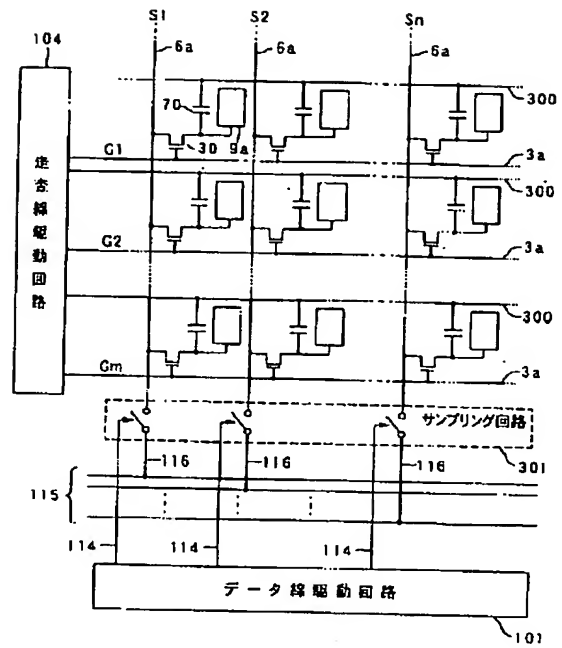 104
S1 S2 Sn
6a 6a 6a
300
70
30 9a
G1
3a
300
走査線駆動回路
G2
3a
300
Gm
3a
サンプリング回路
301
116 116 116
115
114 114 114
データ線駆動回路
101